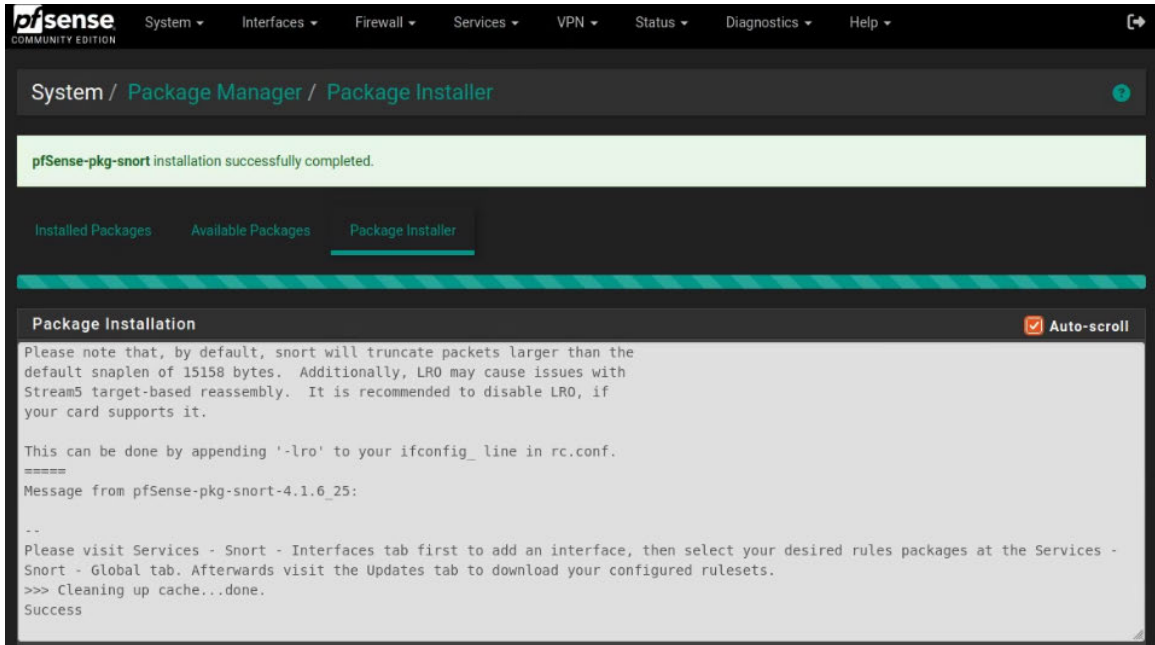 pfsense
COMMUNITY EDITION
System
Interfaces
Firewall
Services
VPN
Status
Diagnostics
Help
System / Package Manager / Package Installer
?
pfSense-pkg-snort installation successfully completed.
Installed Packages
Available Packages
Package Installer
Package Installation
Auto-scroll
Please note that, by default, snort will truncate packets larger than the
default snaplen of 15158 bytes.  Additionally, LRO may cause issues with
Stream5 target-based reassembly.  It is recommended to disable LRO, if
your card supports it.
This can be done by appending '-lro' to your ifconfig_ line in rc.conf.
=====
Message from pfSense-pkg-snort-4.1.6_25:
--
Please visit Services - Snort - Interfaces tab first to add an interface, then select your desired rules packages at the Services -
Snort - Global tab. Afterwards visit the Updates tab to download your configured rulesets.
>>> Cleaning up cache...done.
Success